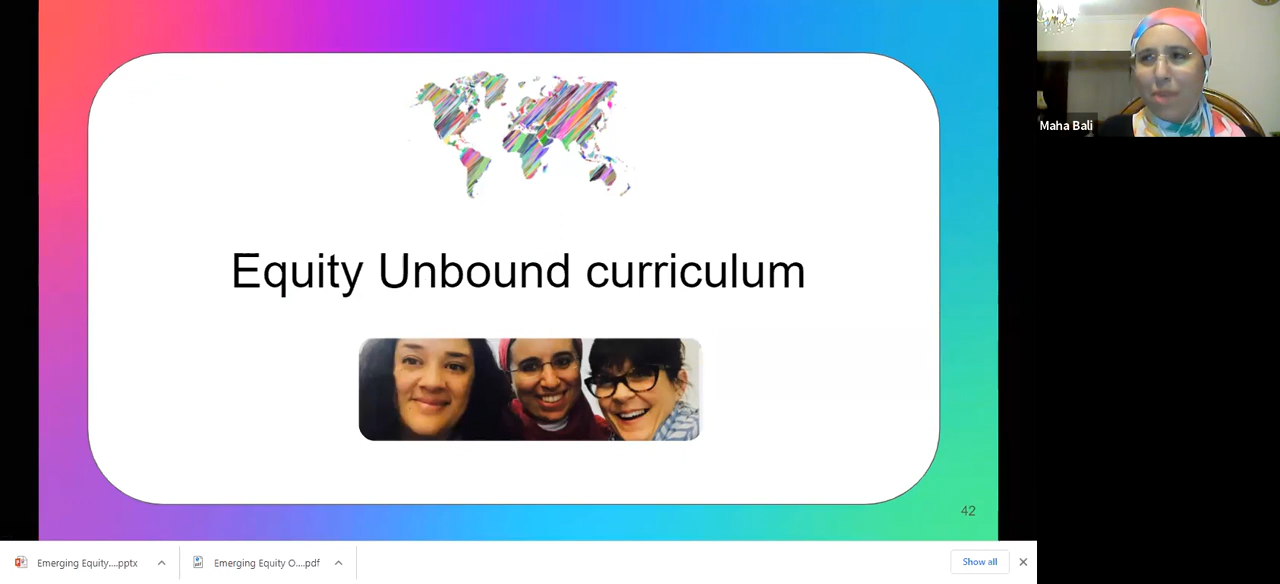 Maha Bali
Equity Unbound curriculum
42
Emerging Equity....pptx
Emerging Equity O....pdf
Show all